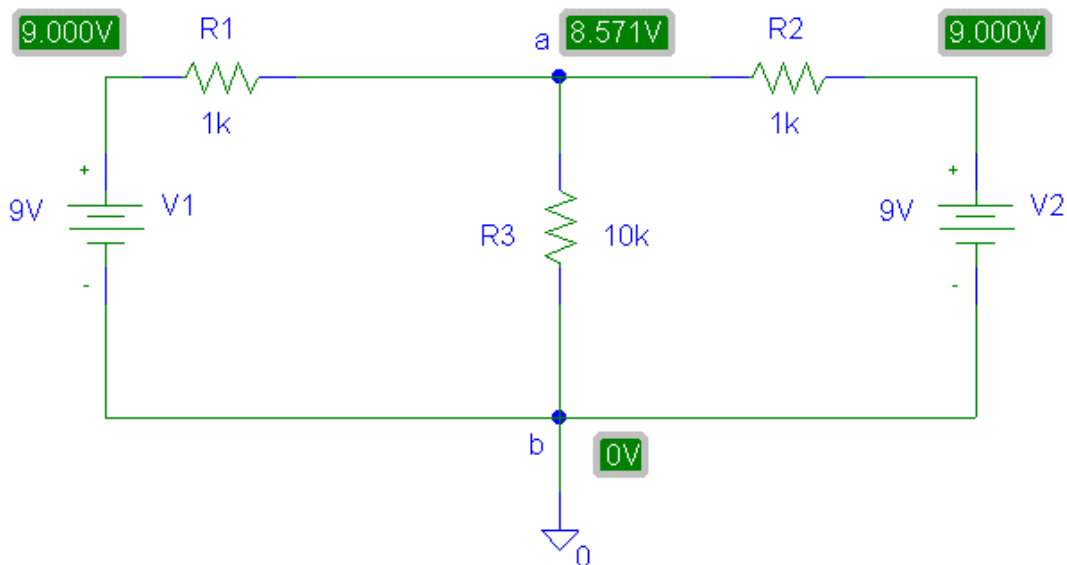 9.000V
R1
a
8.571V
R2
9.000V
1k
1k
+
+
9V
V1
R3
10k
9V
V2
-
-
b
0V
0